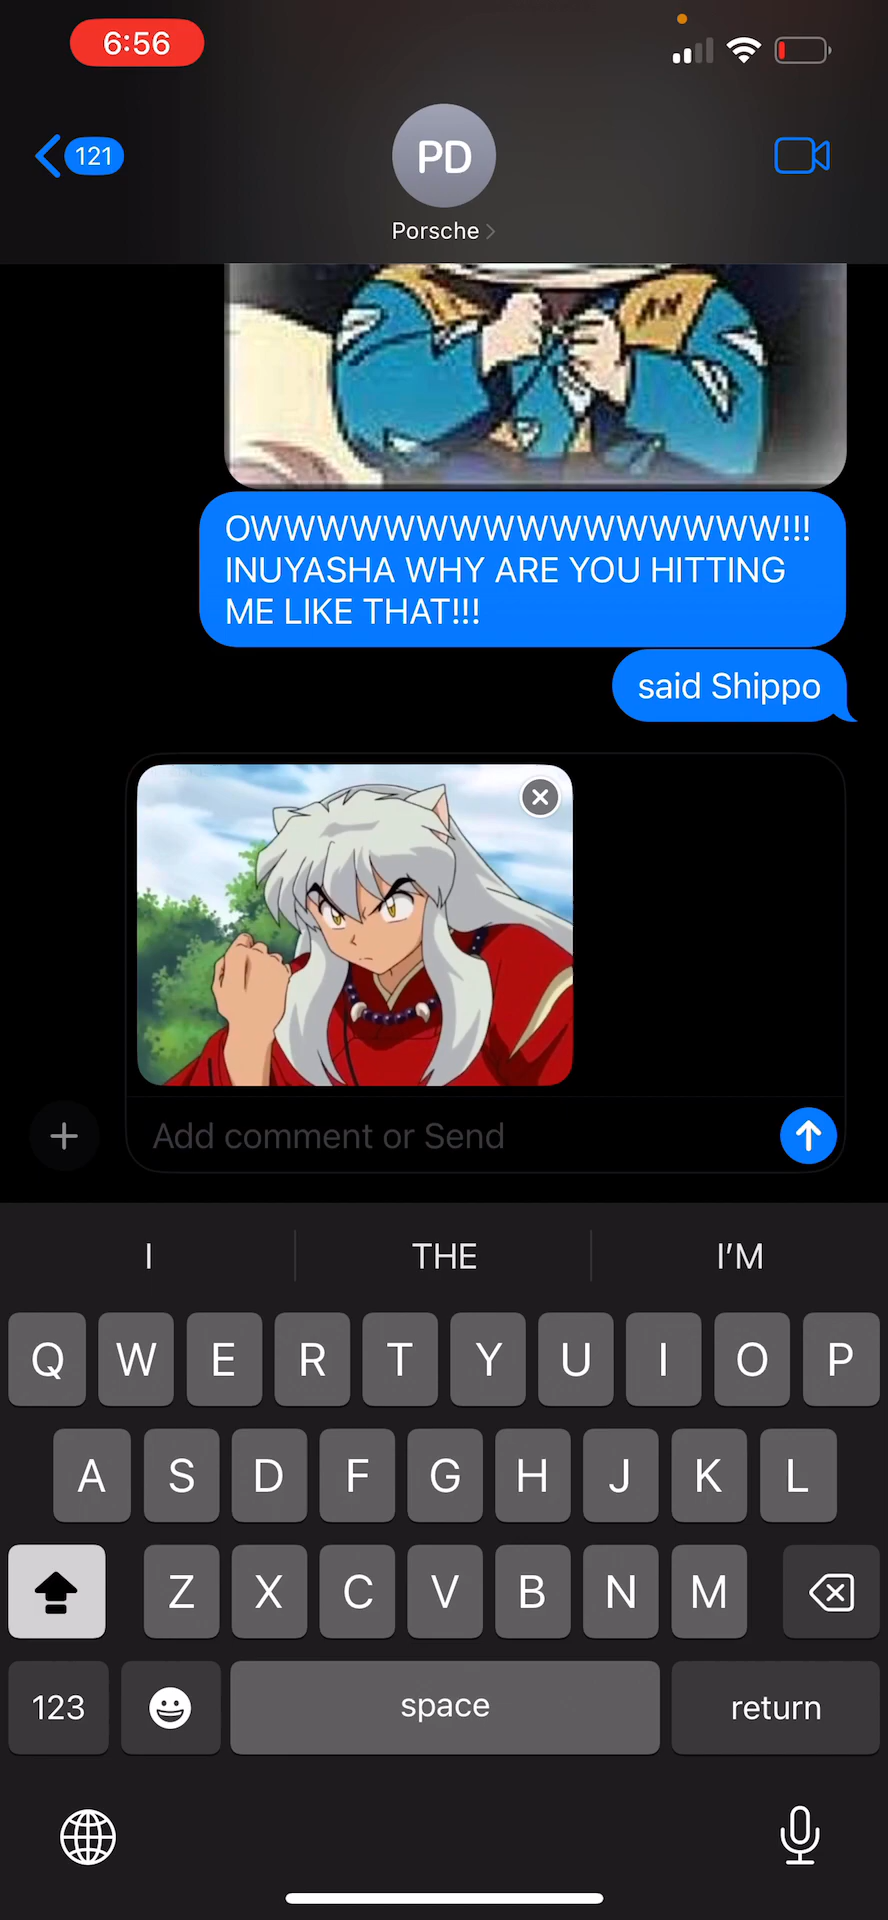 6:56
121
PD
Porsche
OWWWWWWWWWWWWWWWWW!!!
INUYASHA WHY ARE YOU HITTING
ME LIKE THAT!!!
said Shippo
Add comment or Send
I THE I'M
Q W E R T Y U I O P
A S D F G H J K L
Z X C V B N M
123 space return